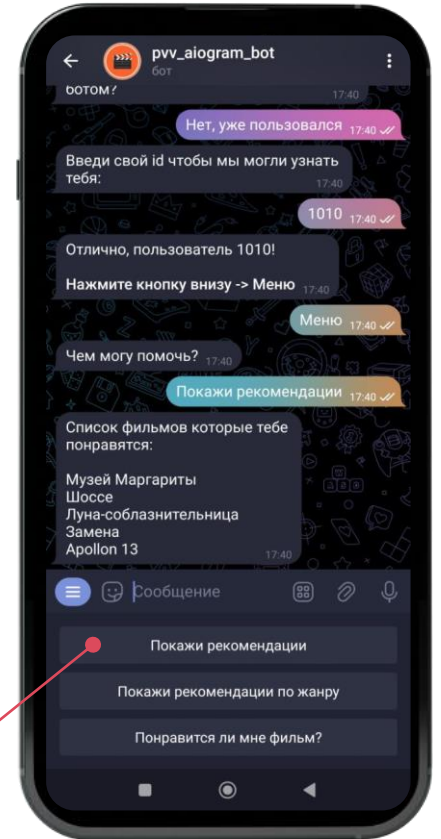 pvv_aiogram_bot
бот
ботом?
17:40
Нет, уже пользовался 17:40
Введи свой id чтобы мы могли узнать
тебя:
17:40
1010 17:40
Отлично, пользователь 1010!
Нажмите кнопку внизу -> Меню 17:40
Меню 17:40
Чем могу помочь? 17:40
Покажи рекомендации 17:40
Список фильмов которые тебе
понравятся:
Музей Маргариты
Шоссе
Луна-соблазнительница
Замена
Apollon 13
17:40
Сообщение
Покажи рекомендации
Покажи рекомендации по жанру
Понравится ли мне фильм?